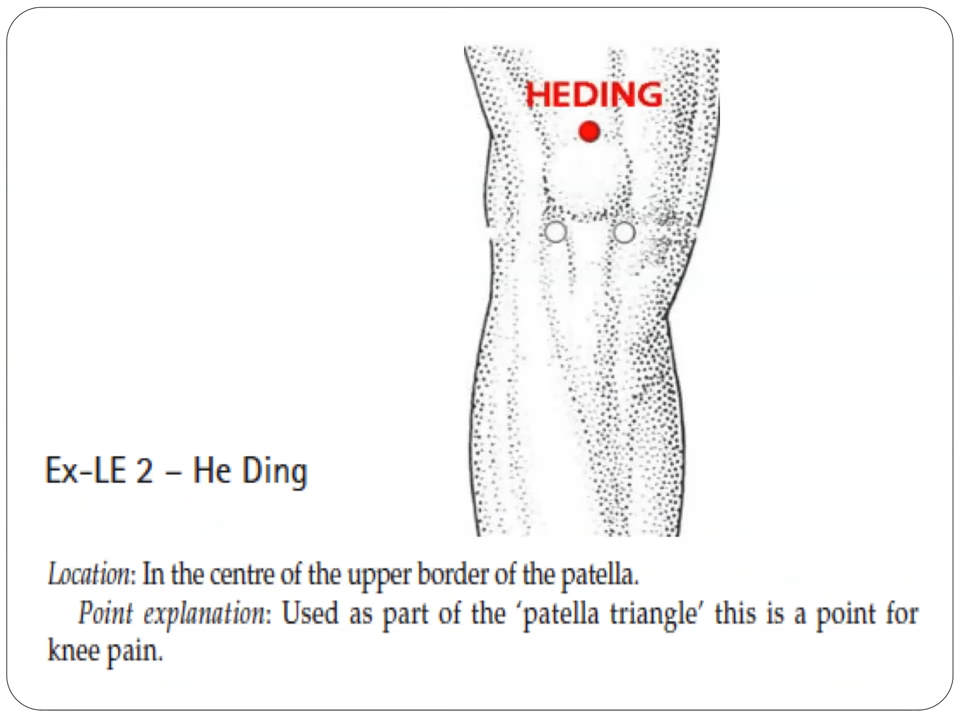 HEDING
Ex-LE 2 – He Ding
Location: In the centre of the upper border of the patella.
Point explanation: Used as part of the ‘patella triangle’ this is a point for
knee pain.